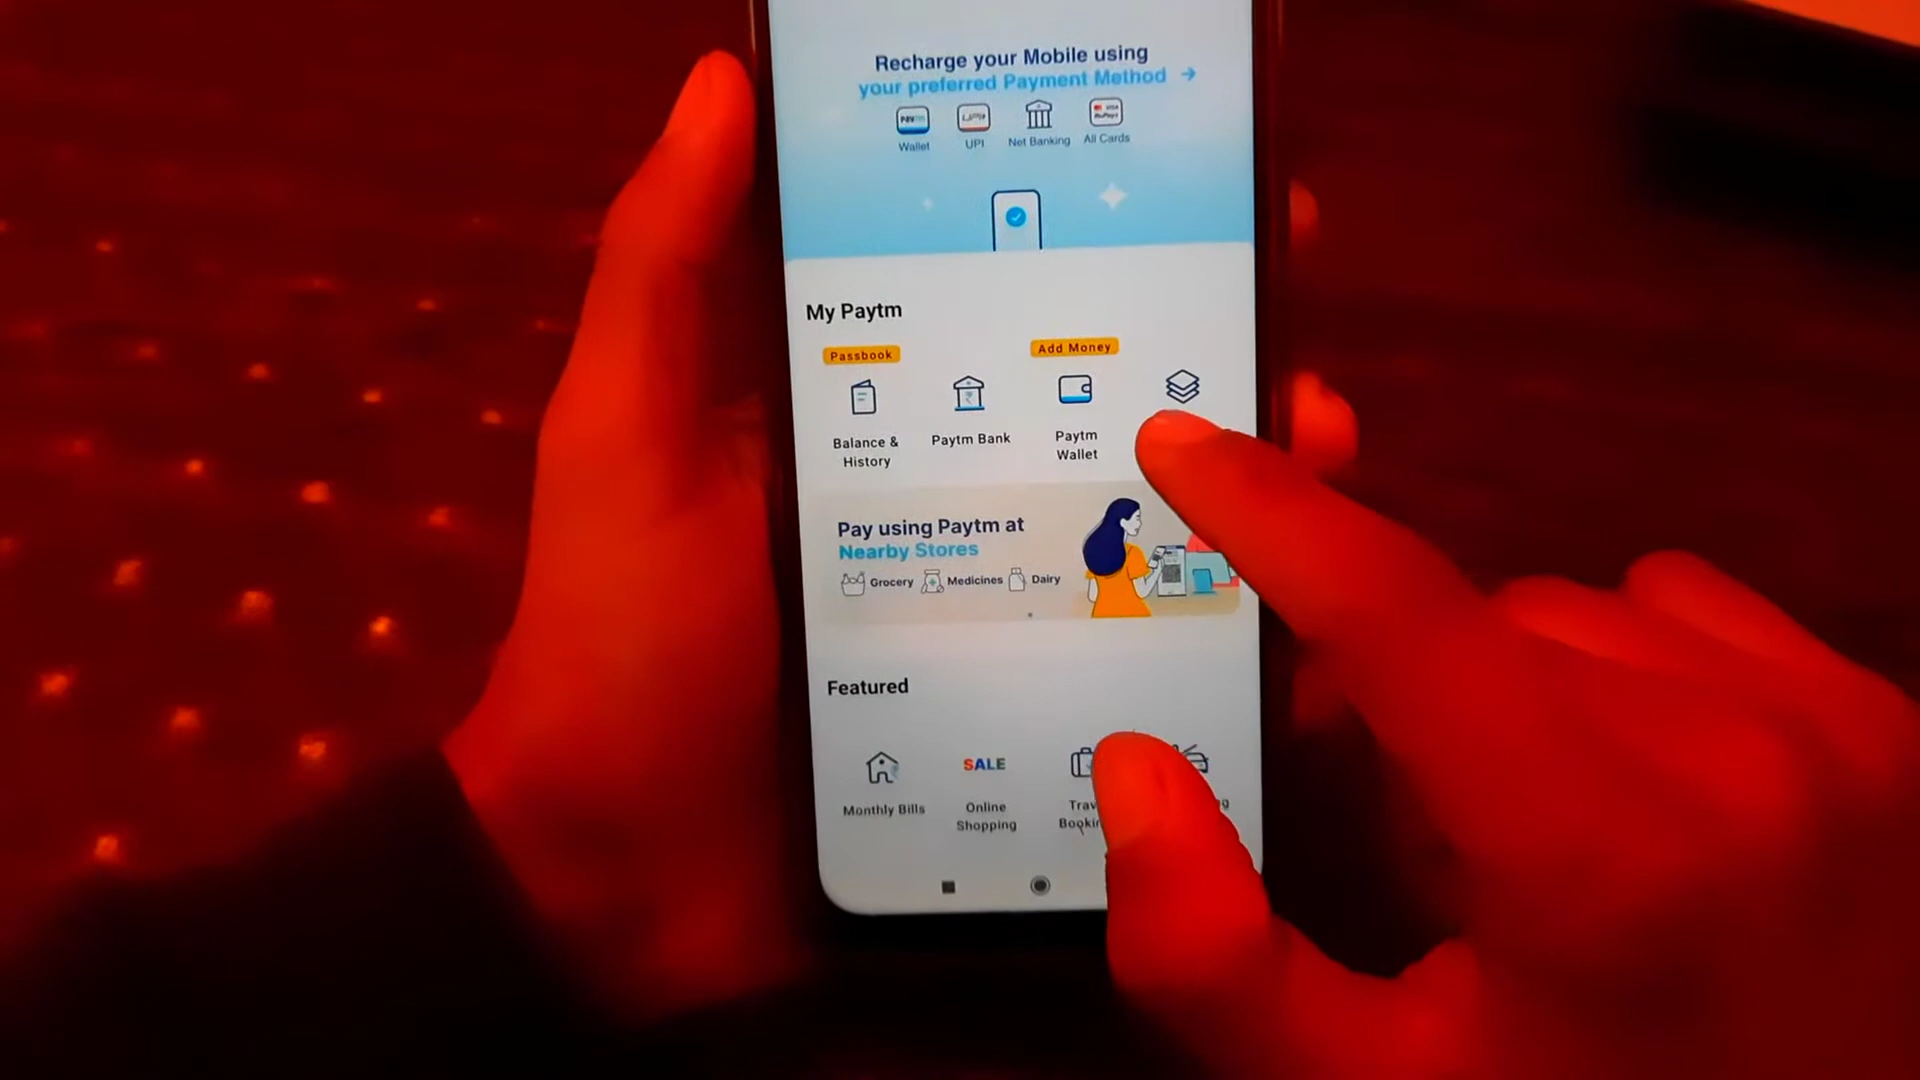 Recharge your Mobile using
your preferred Payment Method →
Wallet UPI Net Banking All Cards
My Paytm
Passbook Add Money
Balance & History Paytm Bank Paytm Wallet
Pay using Paytm at
Nearby Stores
Grocery Medicines Dairy
Featured
SALE
Monthly Bills Online Shopping